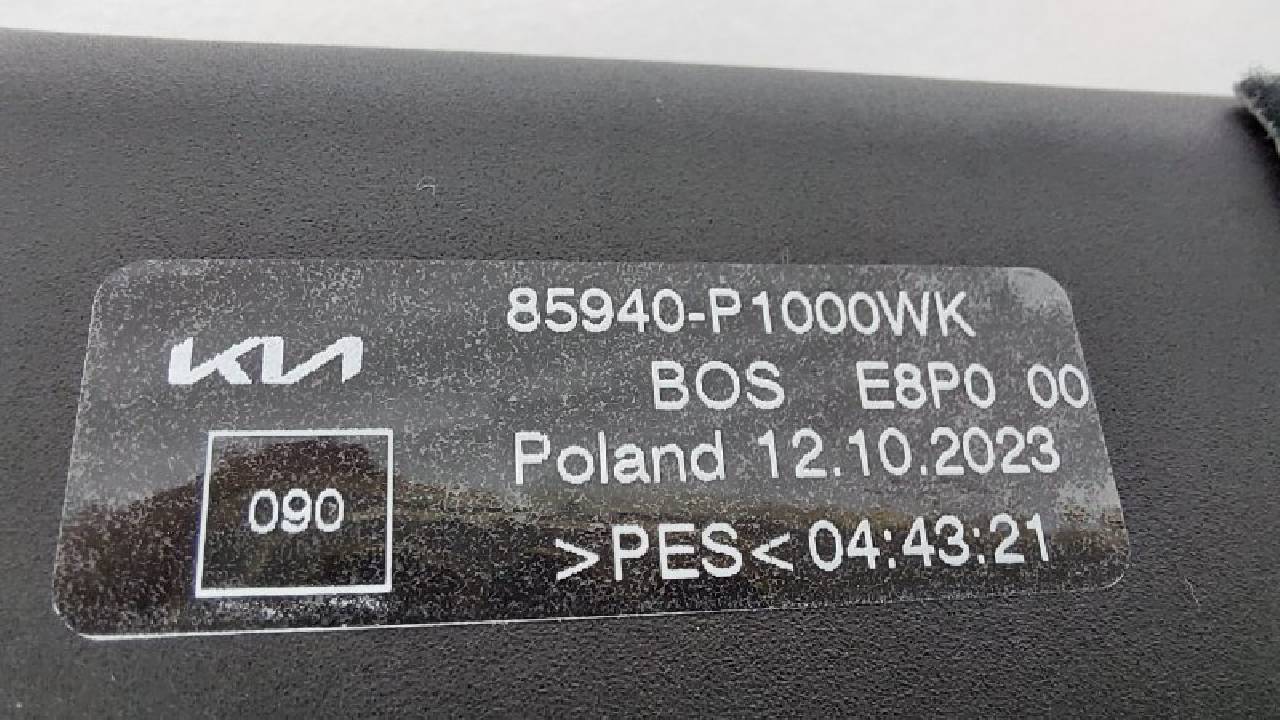 85940-P1000WK
KIA
BOS E8P0 00
Poland 12.10.2023
090
>PES< 04:43:21